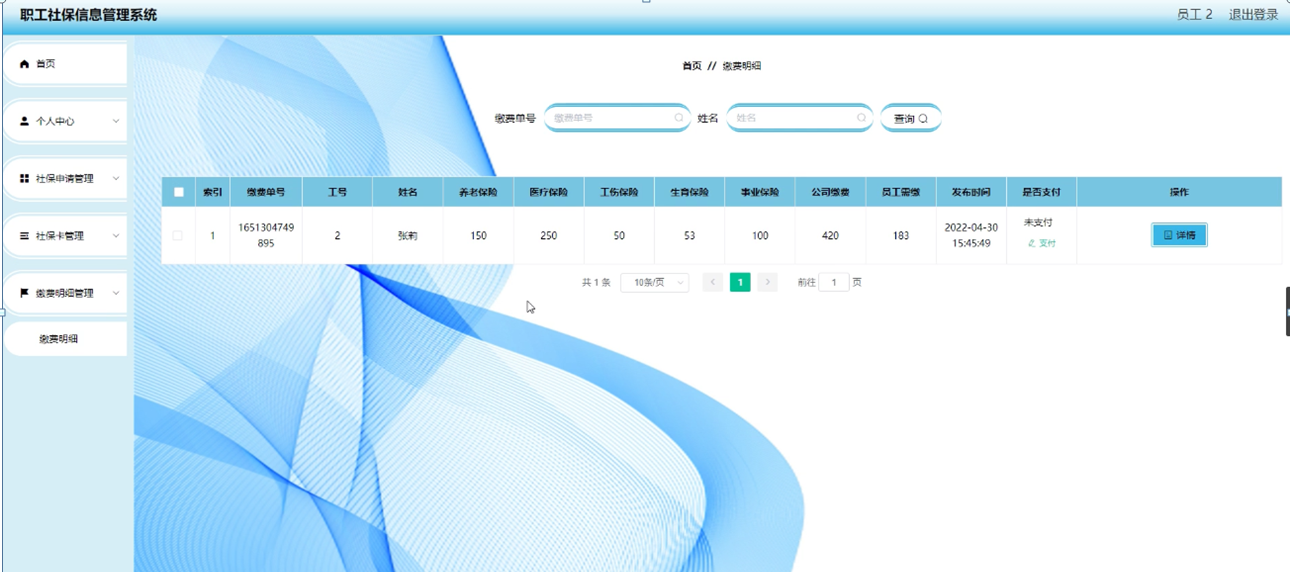 职工社保信息管理系统
员工 2 退出登录
首页
个人中心
社保申请管理
社保卡管理
缴费明细管理
缴费明细
首页 // 缴费明细
缴费单号 缴费单号 姓名 姓名 查询
索引 缴费单号 工号 姓名 养老保险 医疗保险 工伤保险 生育保险 事业保险 公司缴费 员工需缴 发布时间 是否支付 操作
1 1651304749 2 张莉 150 250 50 53 100 420 183 2022-04-30 未支付 详情
895 15:45:49 支付
共 1 条 10条/页 1 前往 1 页